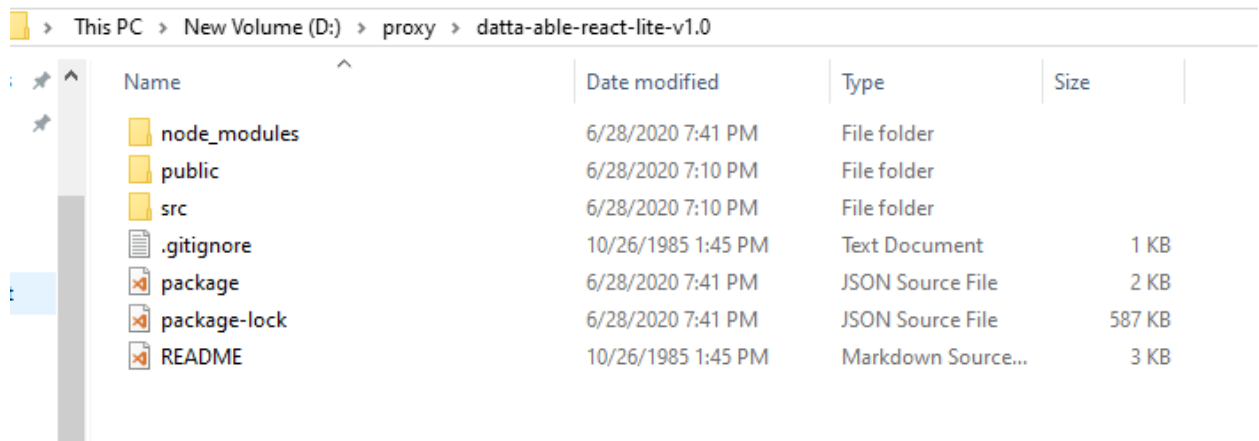 This PC > New Volume (D:) > proxy > datta-able-react-lite-v1.0
Name Date modified Type Size
node_modules 6/28/2020 7:41 PM File folder
public 6/28/2020 7:10 PM File folder
src 6/28/2020 7:10 PM File folder
.gitignore 10/26/1985 1:45 PM Text Document 1 KB
package 6/28/2020 7:41 PM JSON Source File 2 KB
package-lock 6/28/2020 7:41 PM JSON Source File 587 KB
README 10/26/1985 1:45 PM Markdown Source... 3 KB